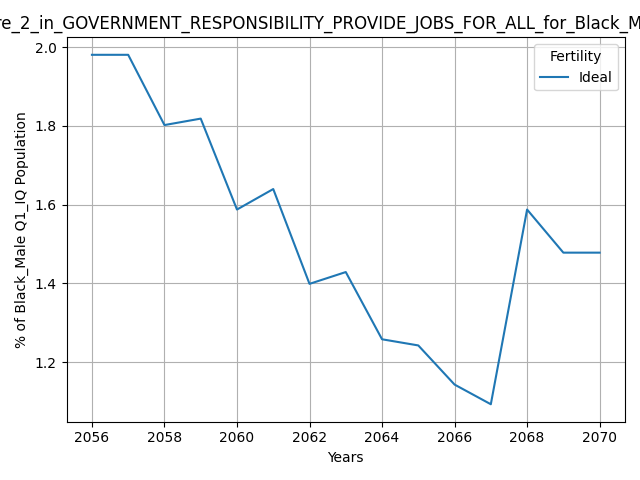 re_2_in_GOVERNMENT_RESPONSIBILITY_PROVIDE_JOBS_FOR_ALL_for_Black_M
Fertility
Ideal
% of Black_Male Q1_IQ Population
2.0
1.8
1.6
1.4
1.2
2056 2058 2060 2062 2064 2066 2068 2070
Years